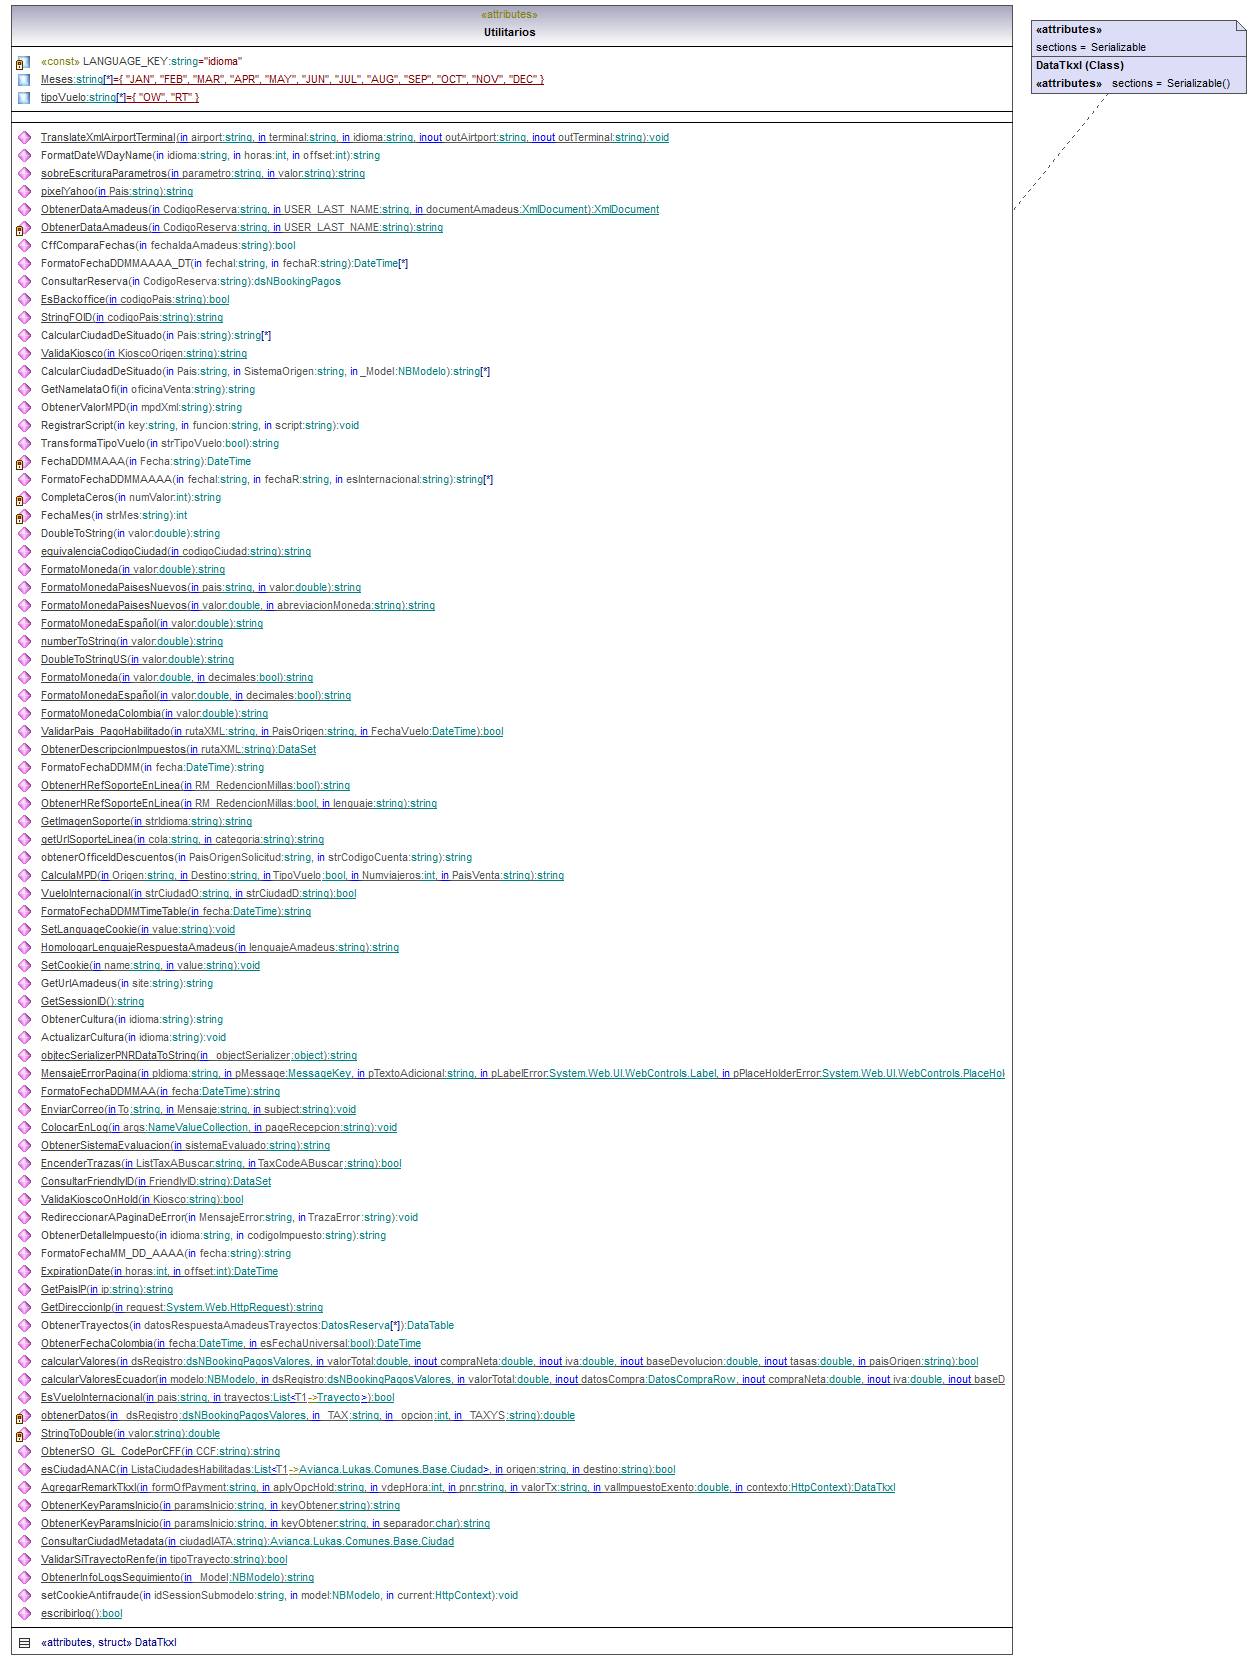 «attributes»
Utilitarios
«const» LANGUAGE_KEY:string="idioma"
Meses:string[*]={ "JAN", "FEB", "MAR", "APR", "MAY", "JUN", "JUL", "AUG", "SEP", "OCT", "NOV", "DEC" }
tipoVuelo:string[*]={ "OW", "RT" }
TranslateXmlAirportTerminal(in airport:string, in terminal:string, in idioma:string, inout outAirtport:string, inout outTerminal:string):void
FormatDateWDayName(in idioma:string, in horas:int, in offset:int):string
sobreEscrituraParametros(in parametro:string, in valor:string):string
pixelYahoo(in Pais:string):string
ObtenerDataAmadeus(in CodigoReserva:string, in USER_LAST_NAME:string, in documentAmadeus:XmlDocument):XmlDocument
ObtenerDataAmadeus(in CodigoReserva:string, in USER_LAST_NAME:string):string
CffComparaFechas(in fechaIdaAmadeus:string):bool
FormatoFechaDDMMAAAA_DT(in fechaI:string, in fechaR:string):DateTime[*]
ConsultarReserva(in CodigoReserva:string):dsNBookingPagos
EsBackoffice(in codigoPais:string):bool
StringFOID(in codigoPais:string):string
CalcularCiudadDeSituado(in Pais:string):string[*]
ValidaKiosco(in KioscoOrigen:string):string
CalcularCiudadDeSituado(in Pais:string, in SistemaOrigen:string, in _Model:NBModelo):string[*]
GetNameIataOfi(in oficinaVenta:string):string
ObtenerValorMPD(in mpdXml:string):string
RegistrarScript(in key:string, in funcion:string, in script:string):void
TransformaTipoVuelo(in strTipoVuelo:bool):string
FechaDDMMAAA(in Fecha:string):DateTime
FormatoFechaDDMMAAAA(in fechaI:string, in fechaR:string, in esInternacional:string):string[*]
CompletaCeros(in numValor:int):string
FechaMes(in strMes:string):int
DoubleToString(in valor:double):string
equivalenciaCodigoCiudad(in codigoCiudad:string):string
FormatoMoneda(in valor:double):string
FormatoMonedaPaisesNuevos(in pais:string, in valor:double):string
FormatoMonedaPaisesNuevos(in valor:double, in abreviacionMoneda:string):string
FormatoMonedaEspañol(in valor:double):string
numberToString(in valor:double):string
DoubleToStringUS(in valor:double):string
FormatoMoneda(in valor:double, in decimales:bool):string
FormatoMonedaEspañol(in valor:double, in decimales:bool):string
FormatoMonedaColombia(in valor:double):string
ValidarPais_PagoHabilitado(in rutaXML:string, in PaisOrigen:string, in FechaVuelo:DateTime):bool
ObtenerDescripcionImpuestos(in rutaXML:string):DataSet
FormatoFechaDDMM(in fecha:DateTime):string
ObtenerHRefSoporteEnLinea(in RM_RedencionMillas:bool):string
ObtenerHRefSoporteEnLinea(in RM_RedencionMillas:bool, in lenguaje:string):string
GetImagenSoporte(in strIdioma:string):string
getUrlSoporteLinea(in cola:string, in categoria:string):string
obtenerOfficeIdDescuentos(in PaisOrigenSolicitud:string, in strCodigoCuenta:string):string
CalculaMPD(in Origen:string, in Destino:string, in TipoVuelo:bool, in Numviajeros:int, in PaisVenta:string):string
VueloInternacional(in strCiudadO:string, in strCiudadD:string):bool
FormatoFechaDDMMTimeTable(in fecha:DateTime):string
SetLanguageCookie(in value:string):void
HomologarLenguajeRespuestaAmadeus(in lenguajeAmadeus:string):string
SetCookie(in name:string, in value:string):void
GetUrlAmadeus(in site:string):string
GetSessionID():string
ObtenerCultura(in idioma:string):string
ActualizarCultura(in idioma:string):void
objtecSerializerPNRDataToString(in _objectSerializer:object):string
MensajeErrorPagina(in pIdioma:string, in pMessage:MessageKey, in pTextoAdicional:string, in pLabelError:System.Web.UI.WebControls.Label, in pPlaceHolderError:System.Web.UI.WebControls.PlaceHol
FormatoFechaDDMMAA(in fecha:DateTime):string
EnviarCorreo(in To:string, in Mensaje:string, in subject:string):void
ColocarEnLog(in args:NameValueCollection, in pageRecepcion:string):void
ObtenerSistemaEvaluacion(in sistemaEvaluado:string):string
EncenderTrazas(in ListTaxABuscar:string, in TaxCodeABuscar:string):bool
ConsultarFriendlyID(in FriendlyID:string):DataSet
ValidaKioscoOnHold(in Kiosco:string):bool
RedireccionarAPaginaDeError(in MensajeError:string, in TrazaError:string):void
ObtenerDetalleImpuesto(in idioma:string, in codigoImpuesto:string):string
FormatoFechaMM_DD_AAAA(in fecha:string):string
ExpirationDate(in horas:int, in offset:int):DateTime
GetPaisIP(in ip:string):string
GetDireccionIp(in request:System.Web.HttpRequest):string
ObtenerTrayectos(in datosRespuestaAmadeusTrayectos:DatosReserva[*]):DataTable
ObtenerFechaColombia(in fecha:DateTime, in esFechaUniversal:bool):DateTime
calcularValores(in dsRegistro:dsNBookingPagosValores, in valorTotal:double, inout compraNeta:double, inout iva:double, inout baseDevolucion:double, inout tasas:double, in paisOrigen:string):bool
calcularValoresEcuador(in modelo:NBModelo, in dsRegistro:dsNBookingPagosValores, in valorTotal:double, inout datosCompra:DatosCompraRow, inout compraNeta:double, inout iva:double, inout baseD
EsVueloInternacional(in pais:string, in trayectos:List<T1->Trayecto>):bool
obtenerDatos(in _dsRegistro:dsNBookingPagosValores, in _TAX:string, in _opcion:int, in _TAXYS:string):double
StringToDouble(in valor:string):double
ObtenerSO_GL_CodePorCFF(in CCF:string):string
esCiudadANAC(in ListaCiudadesHabilitadas:List<T1->Avianca.Lukas.Comunes.Base.Ciudad>, in origen:string, in destino:string):bool
AgregarRemarkTkxl(in formOfPayment:string, in aplyOpcHold:string, in vdepHora:int, in pnr:string, in valorTx:string, in valImpuestoExento:double, in contexto:HttpContext):DataTkxl
ObtenerKeyParamsInicio(in paramsInicio:string, in keyObtener:string):string
ObtenerKeyParamsInicio(in paramsInicio:string, in keyObtener:string, in separador:char):string
ConsultarCiudadMetadata(in ciudadIATA:string):Avianca.Lukas.Comunes.Base.Ciudad
ValidarSiTrayectoRenfe(in tipoTrayecto:string):bool
ObtenerInfoLogsSeguimiento(in _Model:NBModelo):string
setCookieAntifraude(in idSessionSubmodelo:string, in model:NBModelo, in current:HttpContext):void
escribirlog():bool
«attributes, struct» DataTkxl
«attributes»
sections = Serializable
DataTkxl (Class)
«attributes» sections = Serializable()